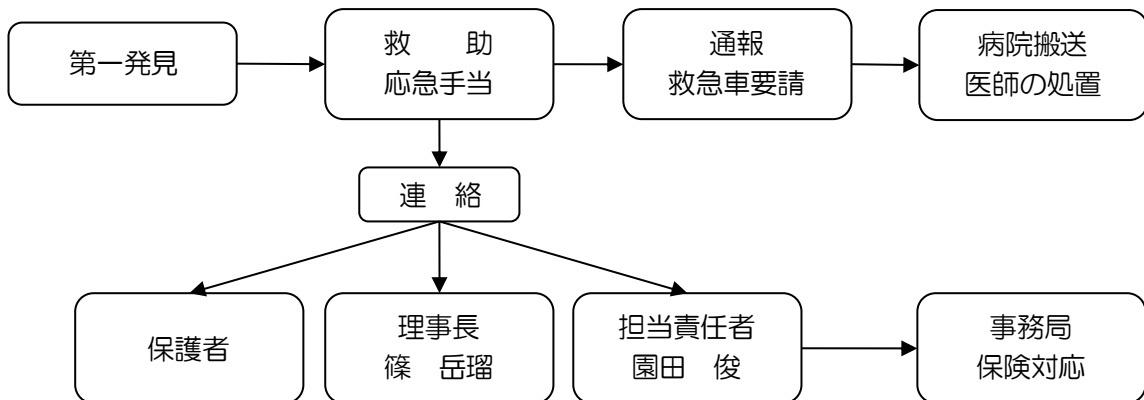 第一発見
救　助
応急手当
通報
救急車要請
病院搬送
医師の処置
連　絡
保護者
理事長
篠　岳瑠
担当責任者
園田　俊
事務局
保険対応